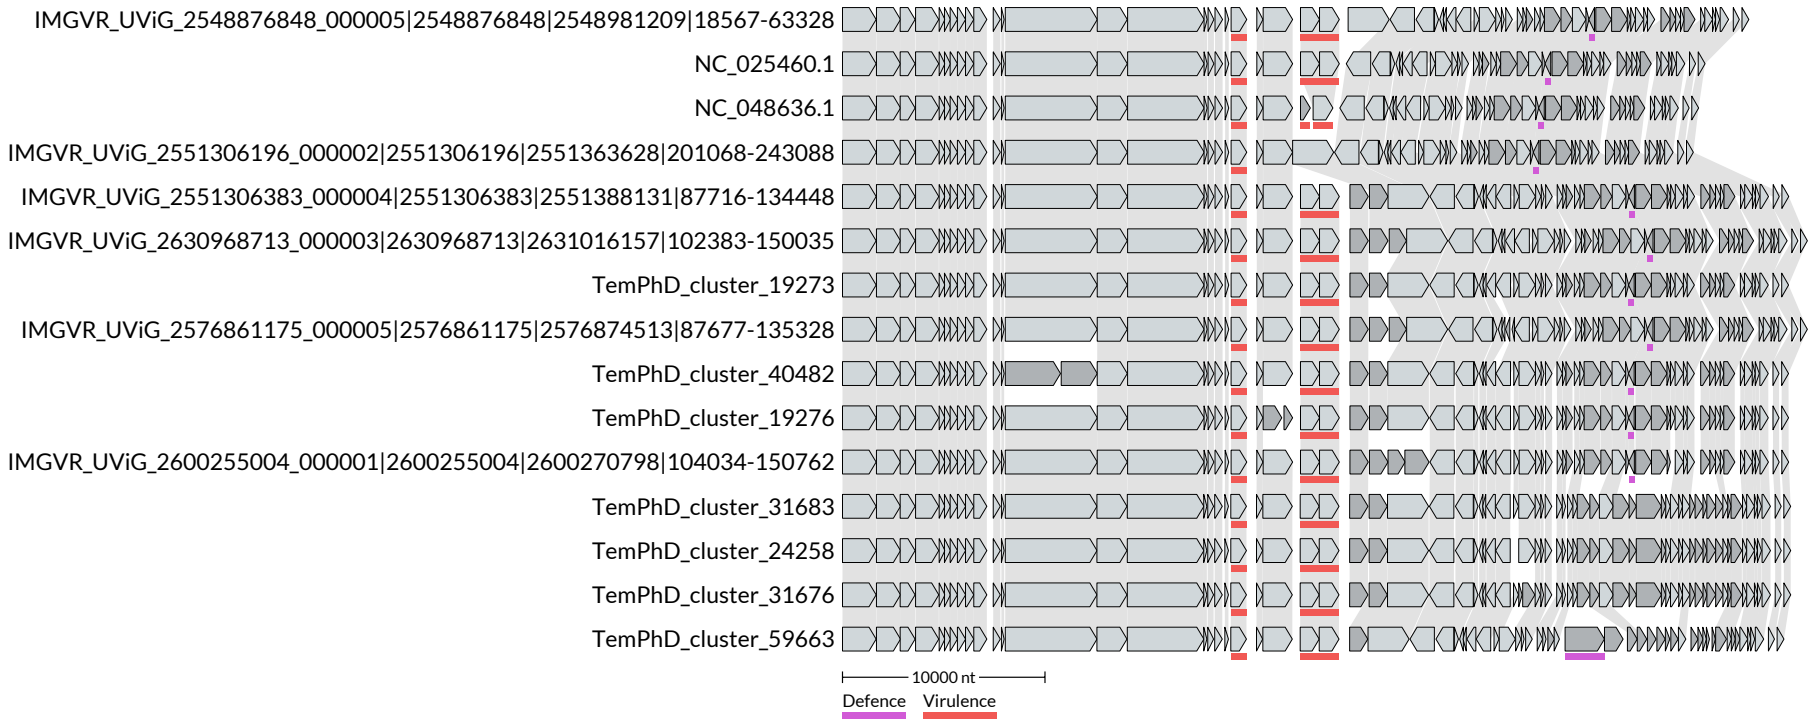 IMGVR_UViG_2548876848_000005|2548876848|2548981209|18567-63328
NC_025460.1
NC_048636.1
IMGVR_UViG_2551306196_000002|2551306196|2551363628|201068-243088
IMGVR_UViG_2551306383_000004|2551306383|2551388131|87716-134448
IMGVR_UViG_2630968713_000003|2630968713|2631016157|102383-150035
TemPhD_cluster_19273
IMGVR_UViG_2576861175_000005|2576861175|2576874513|87677-135328
TemPhD_cluster_40482
TemPhD_cluster_19276
IMGVR_UViG_2600255004_000001|2600255004|2600270798|104034-150762
TemPhD_cluster_31683
TemPhD_cluster_24258
TemPhD_cluster_31676
TemPhD_cluster_59663
10000 nt
Defence Virulence